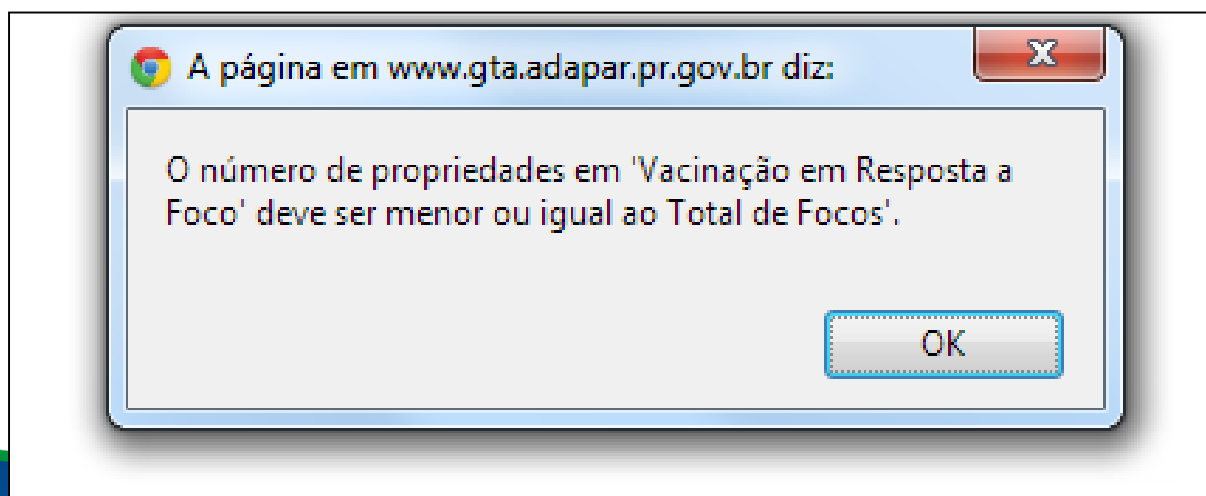 A página em www.gta.adapar.pr.gov.br diz:
O número de propriedades em 'Vacinação em Resposta a
Foco' deve ser menor ou igual ao Total de Focos'.
OK